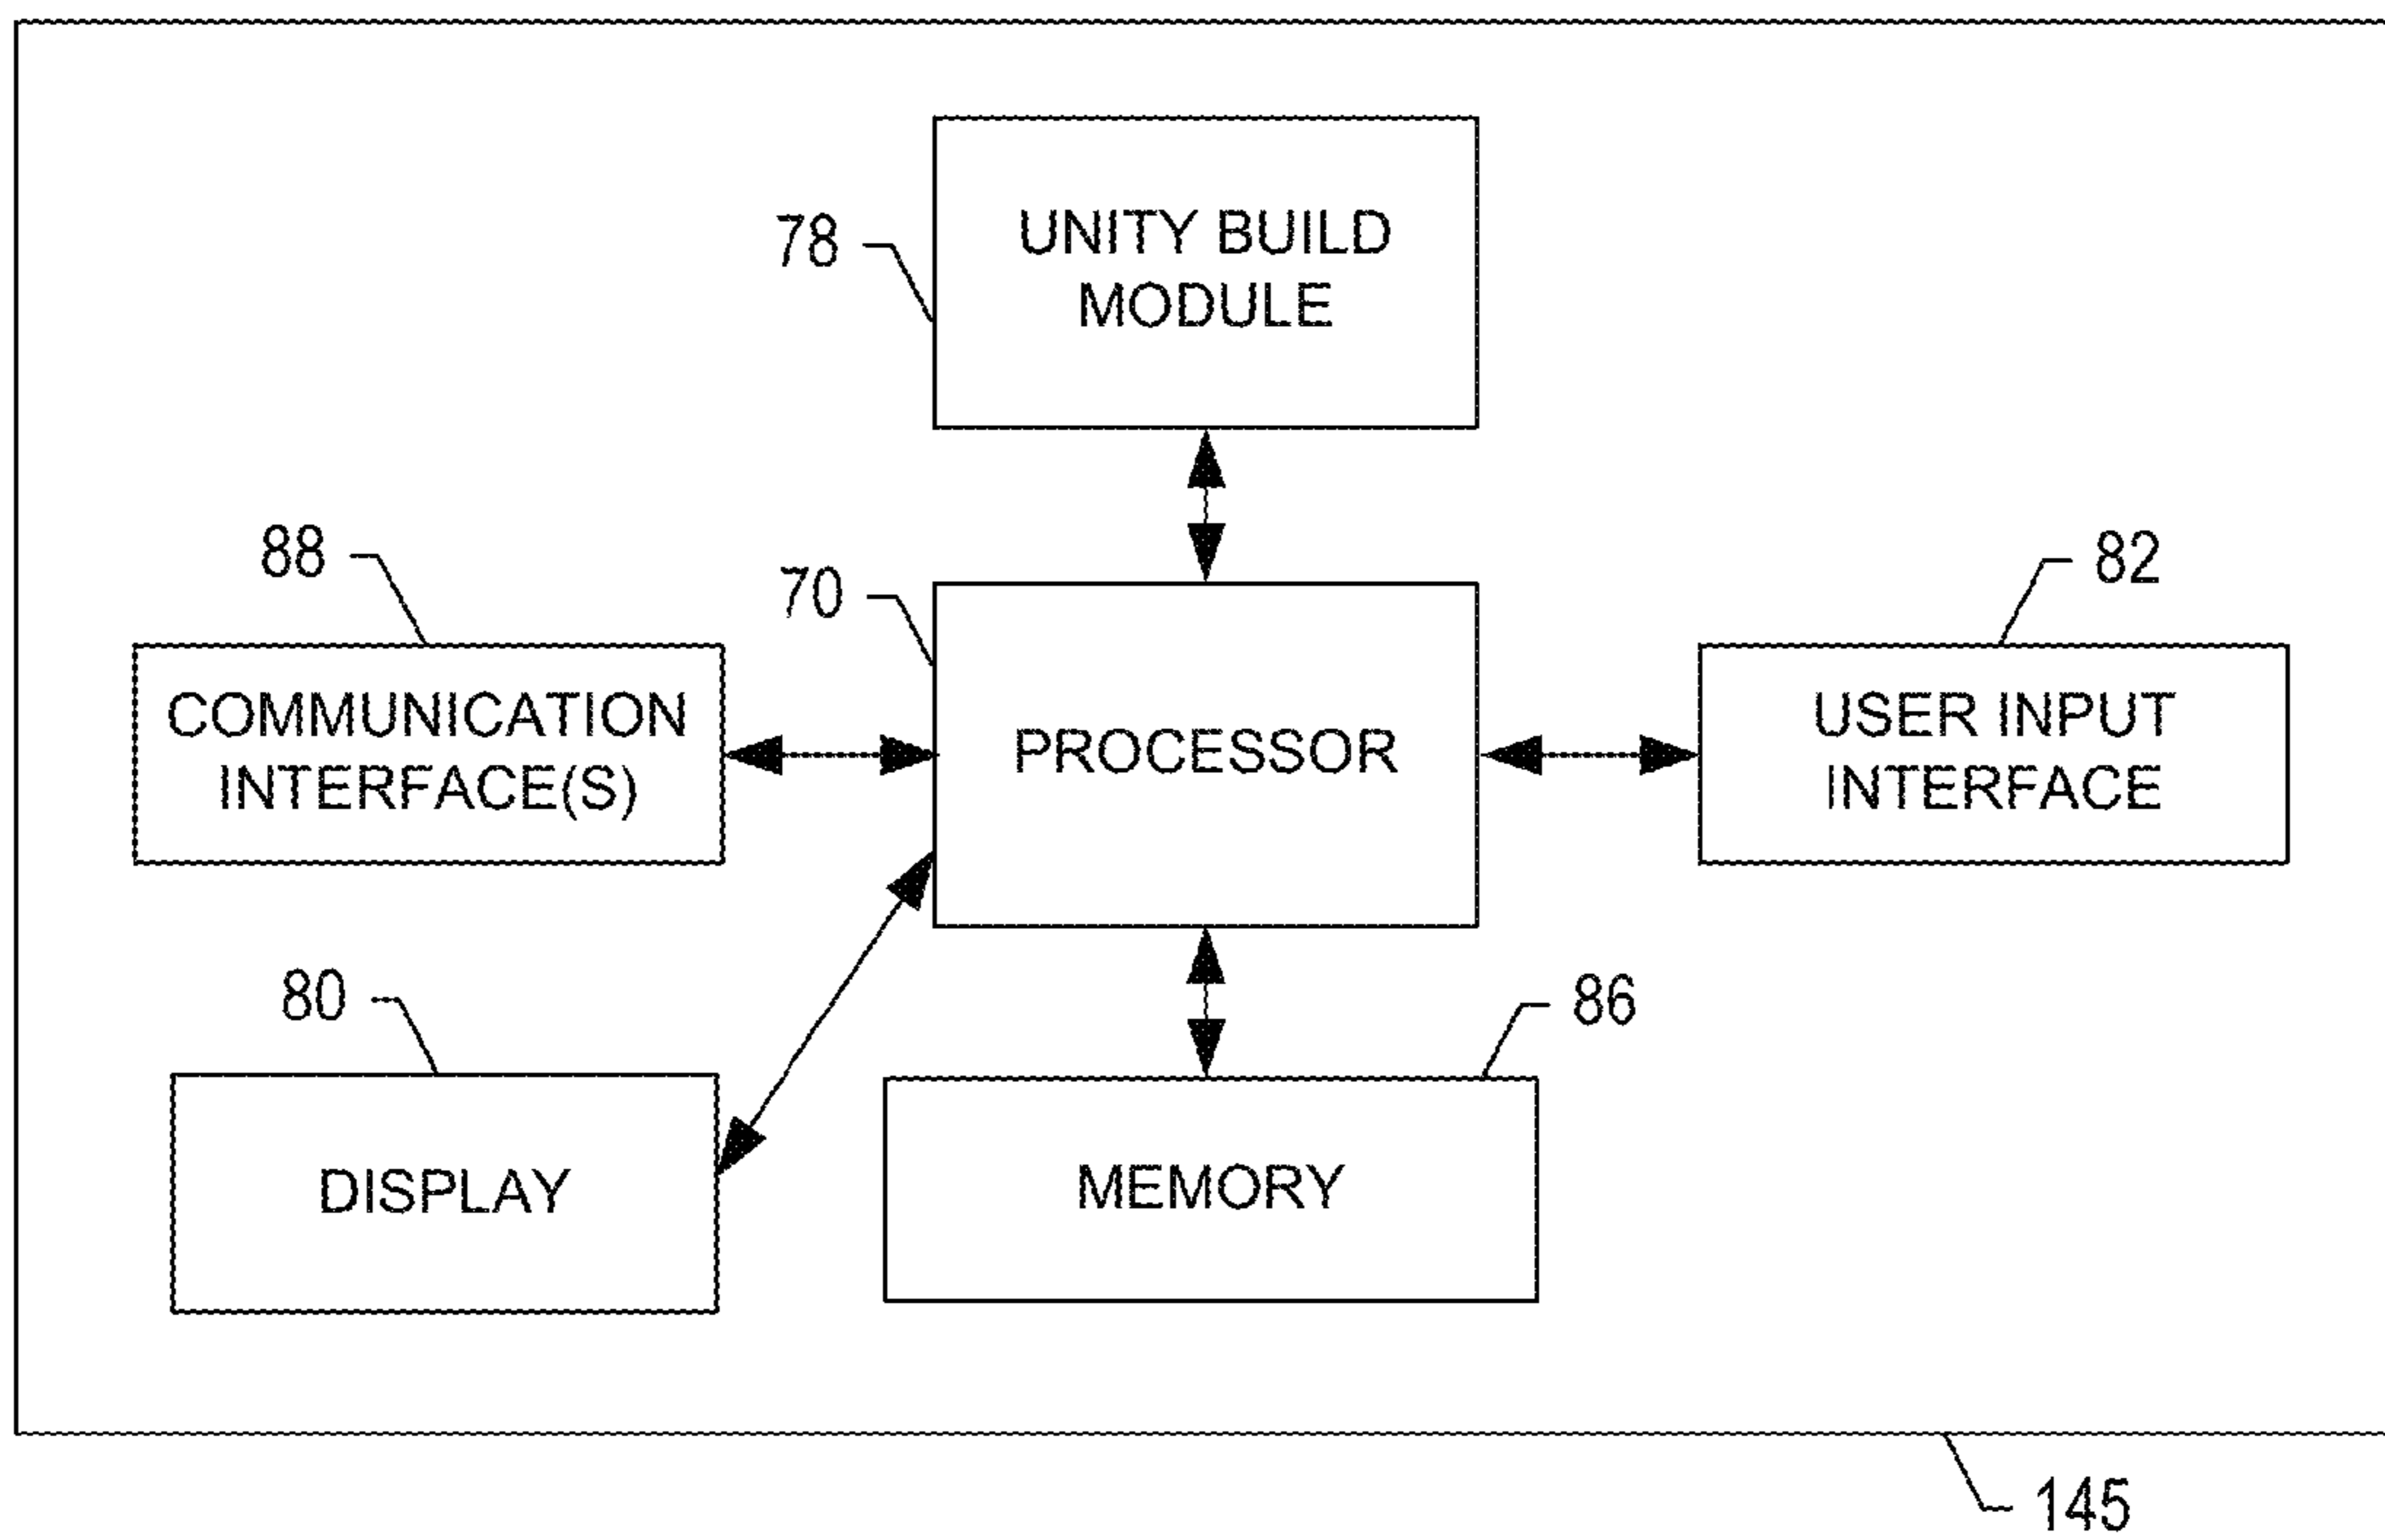 78
UNITY BUILD
MODULE
88
70
82
COMMUNICATION
INTERFACE(S)
PROCESSOR
USER INPUT
INTERFACE
80
86
DISPLAY
MEMORY
145